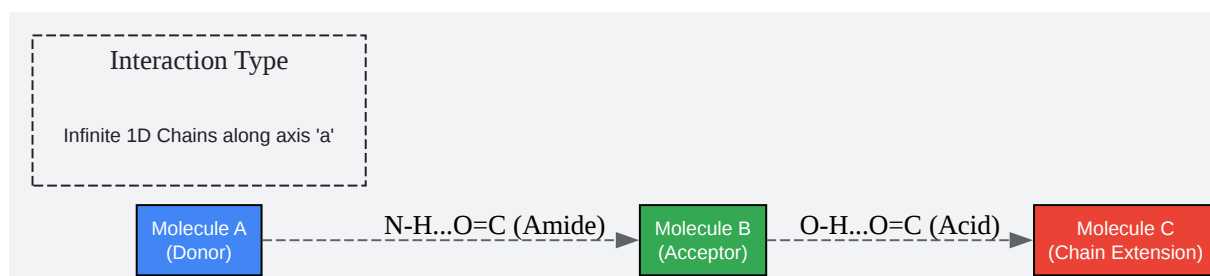 Interaction Type
Infinite 1D Chains along axis 'a'
Molecule A
(Donor)
N-H...O=C (Amide)
Molecule B
(Acceptor)
O-H...O=C (Acid)
Molecule C
(Chain Extension)